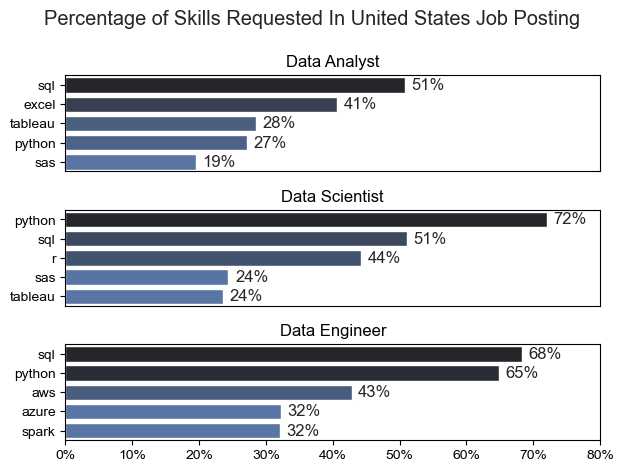 Percentage of Skills Requested In United States Job Posting
Data Analyst
sql 51%
excel 41%
tableau 28%
python 27%
sas 19%
Data Scientist
python 72%
sql 51%
r 44%
sas 24%
tableau 24%
Data Engineer
sql 68%
python 65%
aws 43%
azure 32%
spark 32%
0% 10% 20% 30% 40% 50% 60% 70% 80%